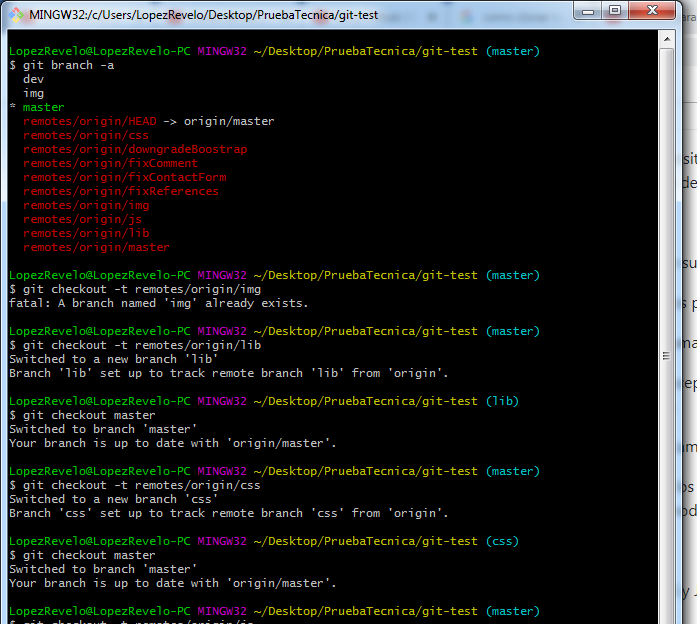 MINGW32:/c/Users/LopezRevelo/Desktop/PruebaTecnica/git-test
LopezRevelo@LopezRevelo-PC MINGW32 ~/Desktop/PruebaTecnica/git-test (master)
$ git branch -a
  dev
  img
* master
  remotes/origin/HEAD -> origin/master
  remotes/origin/css
  remotes/origin/downgradeBoostrap
  remotes/origin/fixComment
  remotes/origin/fixContactForm
  remotes/origin/fixReferences
  remotes/origin/img
  remotes/origin/js
  remotes/origin/lib
  remotes/origin/master
LopezRevelo@LopezRevelo-PC MINGW32 ~/Desktop/PruebaTecnica/git-test (master)
$ git checkout -t remotes/origin/img
fatal: A branch named 'img' already exists.
LopezRevelo@LopezRevelo-PC MINGW32 ~/Desktop/PruebaTecnica/git-test (master)
$ git checkout -t remotes/origin/lib
Switched to a new branch 'lib'
Branch 'lib' set up to track remote branch 'lib' from 'origin'.
LopezRevelo@LopezRevelo-PC MINGW32 ~/Desktop/PruebaTecnica/git-test (lib)
$ git checkout master
Switched to branch 'master'
Your branch is up to date with 'origin/master'.
LopezRevelo@LopezRevelo-PC MINGW32 ~/Desktop/PruebaTecnica/git-test (master)
$ git checkout -t remotes/origin/css
Switched to a new branch 'css'
Branch 'css' set up to track remote branch 'css' from 'origin'.
LopezRevelo@LopezRevelo-PC MINGW32 ~/Desktop/PruebaTecnica/git-test (css)
$ git checkout master
Switched to branch 'master'
Your branch is up to date with 'origin/master'.
LopezRevelo@LopezRevelo-PC MINGW32 ~/Desktop/PruebaTecnica/git-test (master)
$ git checkout -t remotes/origin/js